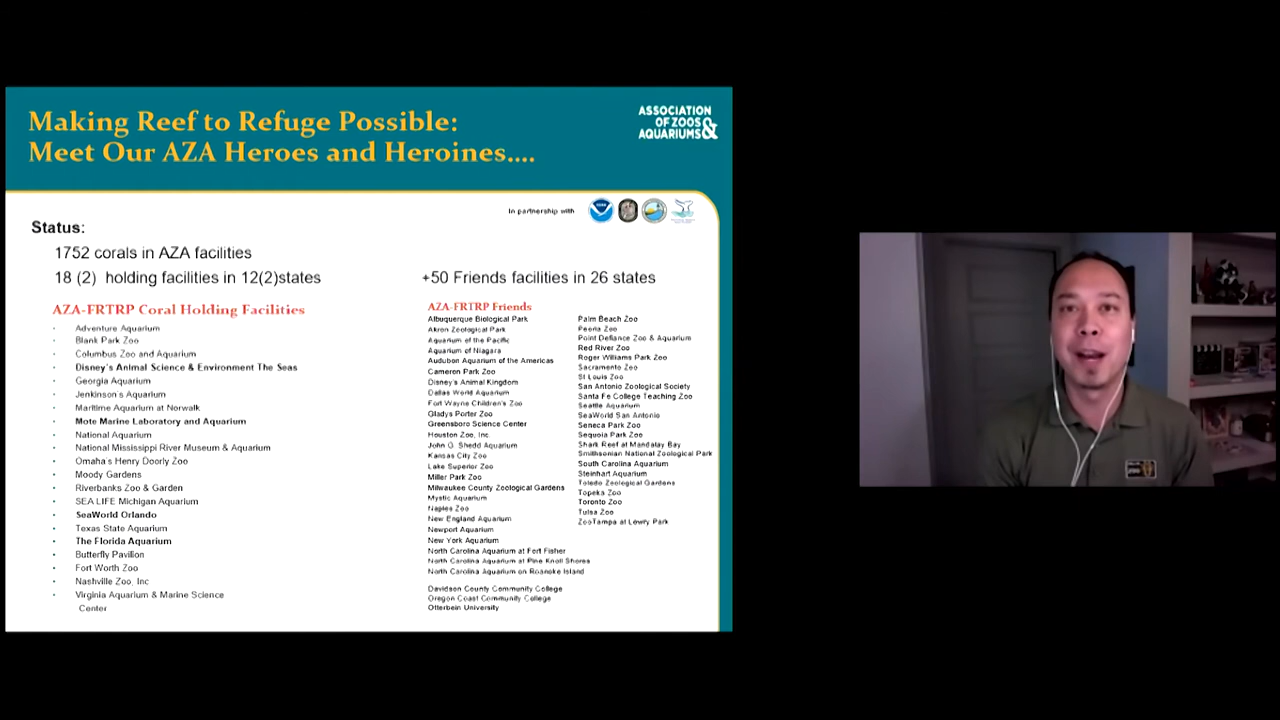 Making Reef to Refuge Possible:
Meet Our AZA Heroes and Heroines....
ASSOCIATION
OF ZOOS
AQUARIUMS &
In partnership with
Status:
1752 corals in AZA facilities
18 (2) holding facilities in 12(2)states
+50 Friends facilities in 26 states
AZA-FRTRP Coral Holding Facilities
Adventure Aquarium
Blank Park Zoo
Columbus Zoo and Aquarium
Disney's Animal Science & Environment The Seas
Georgia Aquarium
Jenkinson's Aquarium
Maritime Aquarium at Norwalk
Mote Marine Laboratory and Aquarium
National Aquarium
National Mississippi River Museum & Aquarium
Omaha's Henry Doorly Zoo
Moody Gardens
Riverbanks Zoo & Garden
SEA LIFE Michigan Aquarium
SeaWorld Orlando
Texas State Aquarium
The Florida Aquarium
Butterfly Pavilion
Fort Worth Zoo
Nashville Zoo, Inc
Virginia Aquarium & Marine Science
Center
AZA-FRTRP Friends
Albuquerque Biological Park
Akron Zoological Park
Aquarium of the Pacific
Aquarium of Niagara
Audubon Aquarium of the Americas
Cameron Park Zoo
Disney's Animal Kingdom
Dallas World Aquarium
Fort Wayne Children's Zoo
Gladys Porter Zoo
Greensboro Science Center
Houston Zoo, Inc.
John G. Shedd Aquarium
Kansas City Zoo
Lake Superior Zoo
Miller Park Zoo
Milwaukee County Zoological Gardens
Mystic Aquarium
Naples Zoo
New England Aquarium
Newport Aquarium
New York Aquarium
North Carolina Aquarium at Fort Fisher
North Carolina Aquarium at Pine Knoll Shores
North Carolina Aquarium on Roanoke Island
Davidson County Community College
Oregon Coast Community College
Otterbein University
Palm Beach Zoo
Peoria Zoo
Point Defiance Zoo & Aquarium
Red River Zoo
Roger Williams Park Zoo
Sacramento Zoo
St Louis Zoo
San Antonio Zoological Society
Santa Fe College Teaching Zoo
Seattle Aquarium
SeaWorld San Antonio
Seneca Park Zoo
Sequoia Park Zoo
Shark Reef at Mandalay Bay
Smithsonian National Zoological Park
South Carolina Aquarium
Steinhart Aquarium
Toledo Zoological Gardens
Topeka Zoo
Toronto Zoo
Tulsa Zoo
ZooTampa at Lowry Park